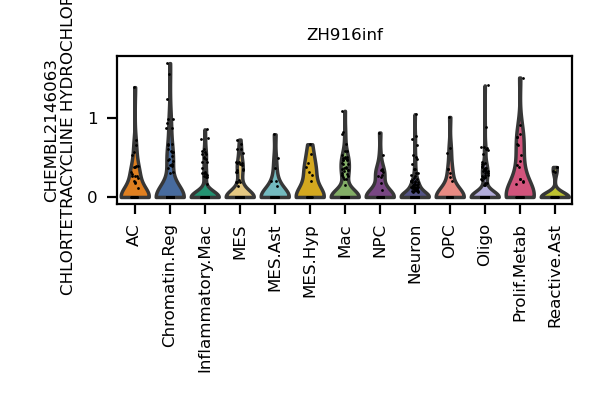 ZH916inf
CHEMBL2146063
CHLORTETRACYCLINE HYDROCHLOR
1
0
AC
Chromatin.Reg
Inflammatory.Mac
MES
MES.Ast
MES.Hyp
Mac
NPC
Neuron
OPC
Oligo
Prolif.Metab
Reactive.Ast